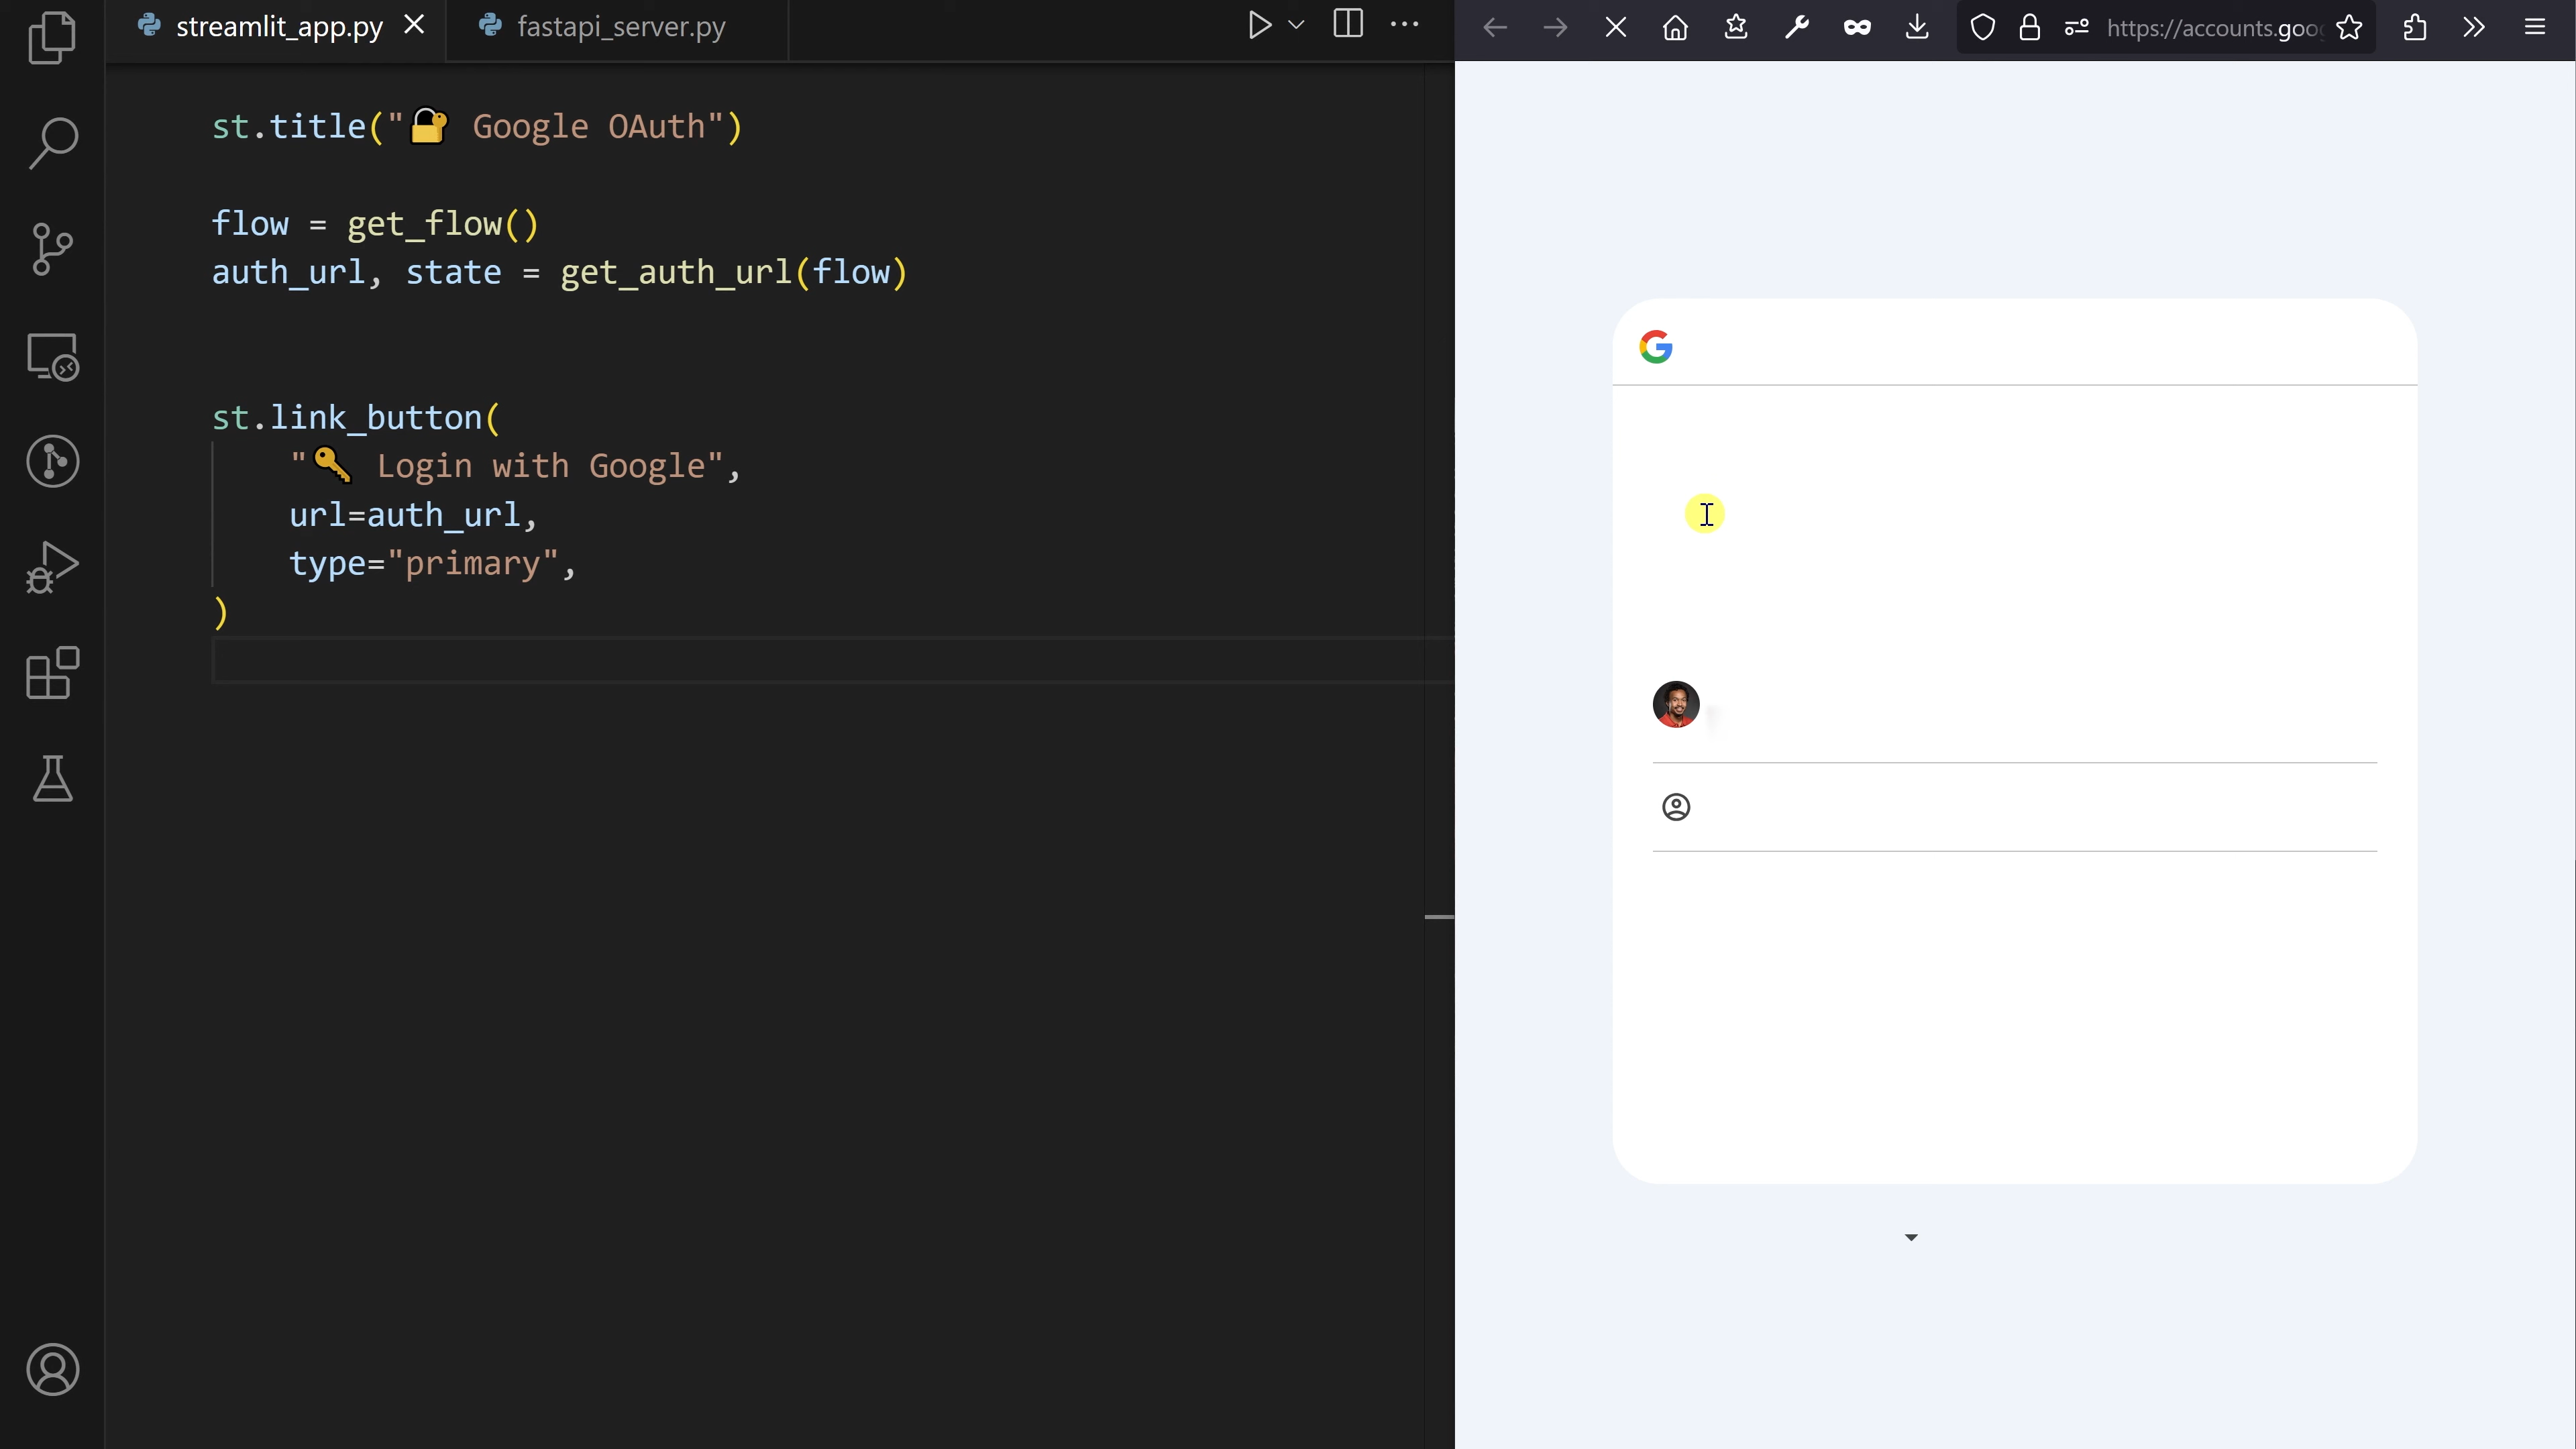 streamlit_app.py
fastapi_server.py
https://accounts.goo
st.title("🔐 Google OAuth")
flow = get_flow()
auth_url, state = get_auth_url(flow)
st.link_button(
"🔑 Login with Google",
url=auth_url,
type="primary",
)